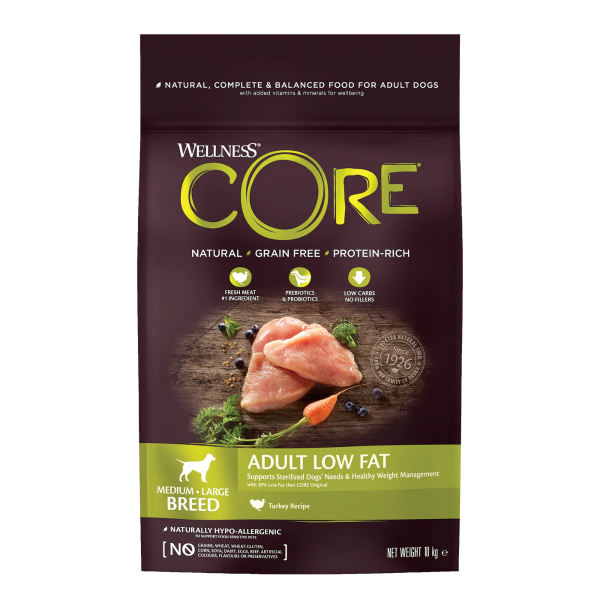 NATURAL, COMPLETE & BALANCED FOOD FOR ADULT DOGS
with added vitamins & minerals for wellbeing
WELLNESS®
CORE®
NATURAL GRAIN FREE PROTEIN-RICH
FRESH MEAT
#1 INGREDIENT
PREBIOTICS
& PROBIOTICS
LOW CARBS
NO FILLERS
Since
1926
ADULT LOW FAT
Supports Sterilized Dogs' Needs & Healthy Weight Management
with 30% Less Fat than CORE Original
MEDIUM • LARGE
BREED
Turkey Recipe
NATURALLY HYPO-ALLERGENIC
TO SUPPORT FOOD SENSITIVE PETS
[NO GRAINS, WHEAT, WHEAT-GLUTEN,
CORN, SOYA, DAIRY, EGGS, BEEF, ARTIFICIAL
COLOURS, FLAVOURS OR PRESERVATIVES]
NET WEIGHT 10 kg e